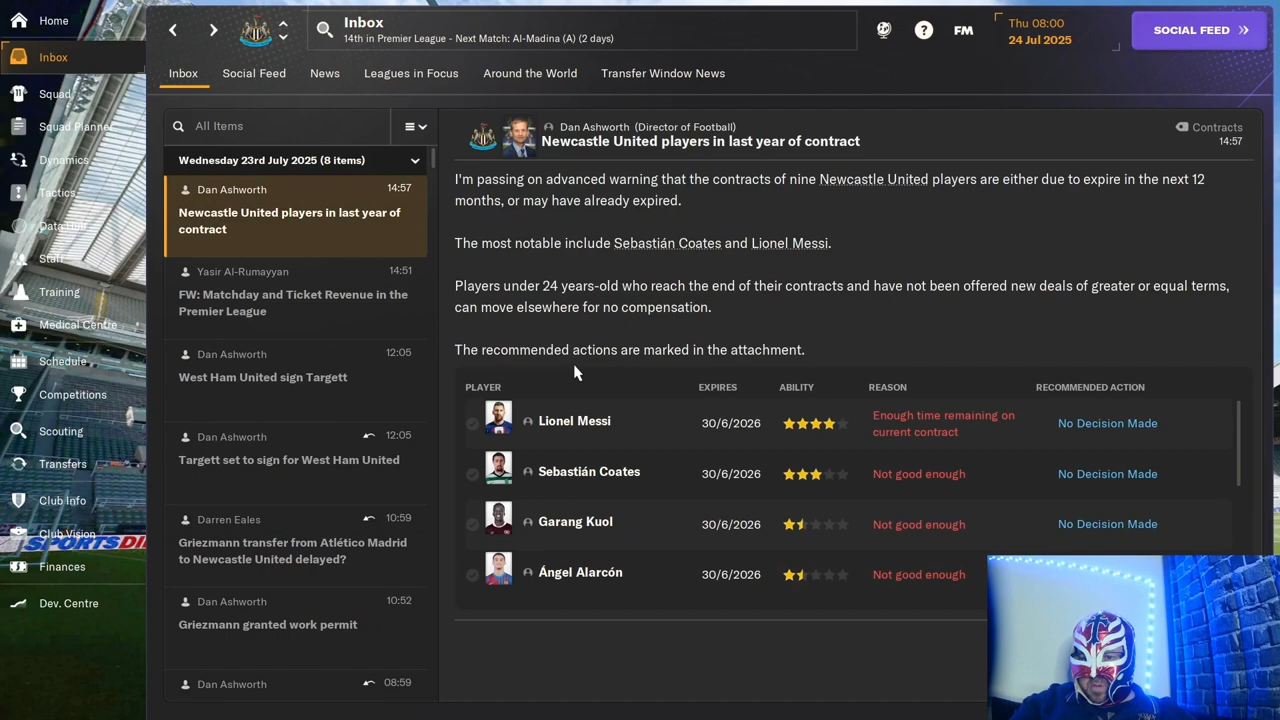 Home
Inbox
Squad
Squad Planner
Dynamics
Tactics
Data Hub
Staff
Training
Medical Centre
Schedule
Competitions
Scouting
Transfers
Club Info
Club Vision
Finances
Dev. Centre
Inbox
14th in Premier League - Next Match: Al-Madina (A) (2 days)
FM
Thu 08:00
24 Jul 2025
SOCIAL FEED
Inbox Social Feed News Leagues in Focus Around the World Transfer Window News
All Items
Wednesday 23rd July 2025 (8 items)
Dan Ashworth 14:57
Newcastle United players in last year of
contract
Yasir Al-Rumayyan 14:51
FW: Matchday and Ticket Revenue in the
Premier League
Dan Ashworth 12:05
West Ham United sign Targett
Dan Ashworth 12:05
Targett set to sign for West Ham United
Darren Eales 10:59
Griezmann transfer from Atlético Madrid
to Newcastle United delayed?
Dan Ashworth 10:52
Griezmann granted work permit
Dan Ashworth 08:59
Dan Ashworth (Director of Football)
Newcastle United players in last year of contract
Contracts
14:57
I'm passing on advanced warning that the contracts of nine Newcastle United players are either due to expire in the next 12
months, or may have already expired.
The most notable include Sebastián Coates and Lionel Messi.
Players under 24 years-old who reach the end of their contracts and have not been offered new deals of greater or equal terms,
can move elsewhere for no compensation.
The recommended actions are marked in the attachment.
PLAYER EXPIRES ABILITY REASON RECOMMENDED ACTION
Lionel Messi 30/6/2026 Enough time remaining on
current contract No Decision Made
Sebastián Coates 30/6/2026 Not good enough No Decision Made
Garang Kuol 30/6/2026 Not good enough No Decision Made
Ángel Alarcón 30/6/2026 Not good enough